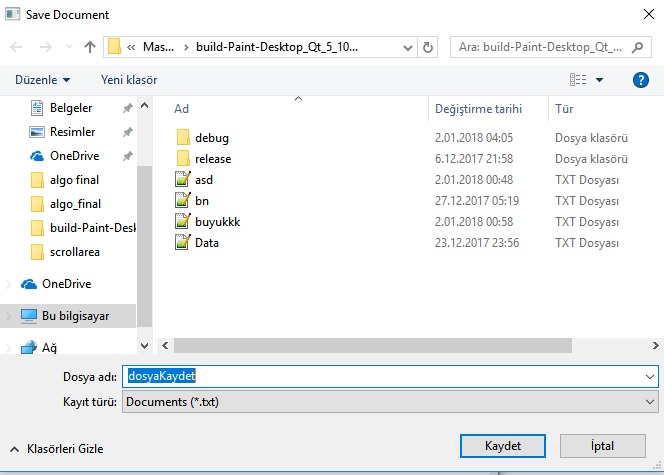 Save Document
« Mas... › build-Paint-Desktop_Qt_5_10...
Ara: build-Paint-Desktop_Qt_...
Düzenle
Yeni klasör
?
Belgeler
Resimler
OneDrive
algo final
algo_final
build-Paint-Desk
scrollarea
OneDrive
Bu bilgisayar
Ağ
Ad Değiştirme tarihi Tür
debug 2.01.2018 04:05 Dosya klasörü
release 6.12.2017 21:58 Dosya klasörü
asd 2.01.2018 00:48 TXT Dosyası
bn 27.12.2017 05:19 TXT Dosyası
buyukkk 2.01.2018 00:58 TXT Dosyası
Data 23.12.2017 23:56 TXT Dosyası
Dosya adı: dosyaKaydet
Kayıt türü: Documents (*.txt)
Klasörleri Gizle
Kaydet
İptal